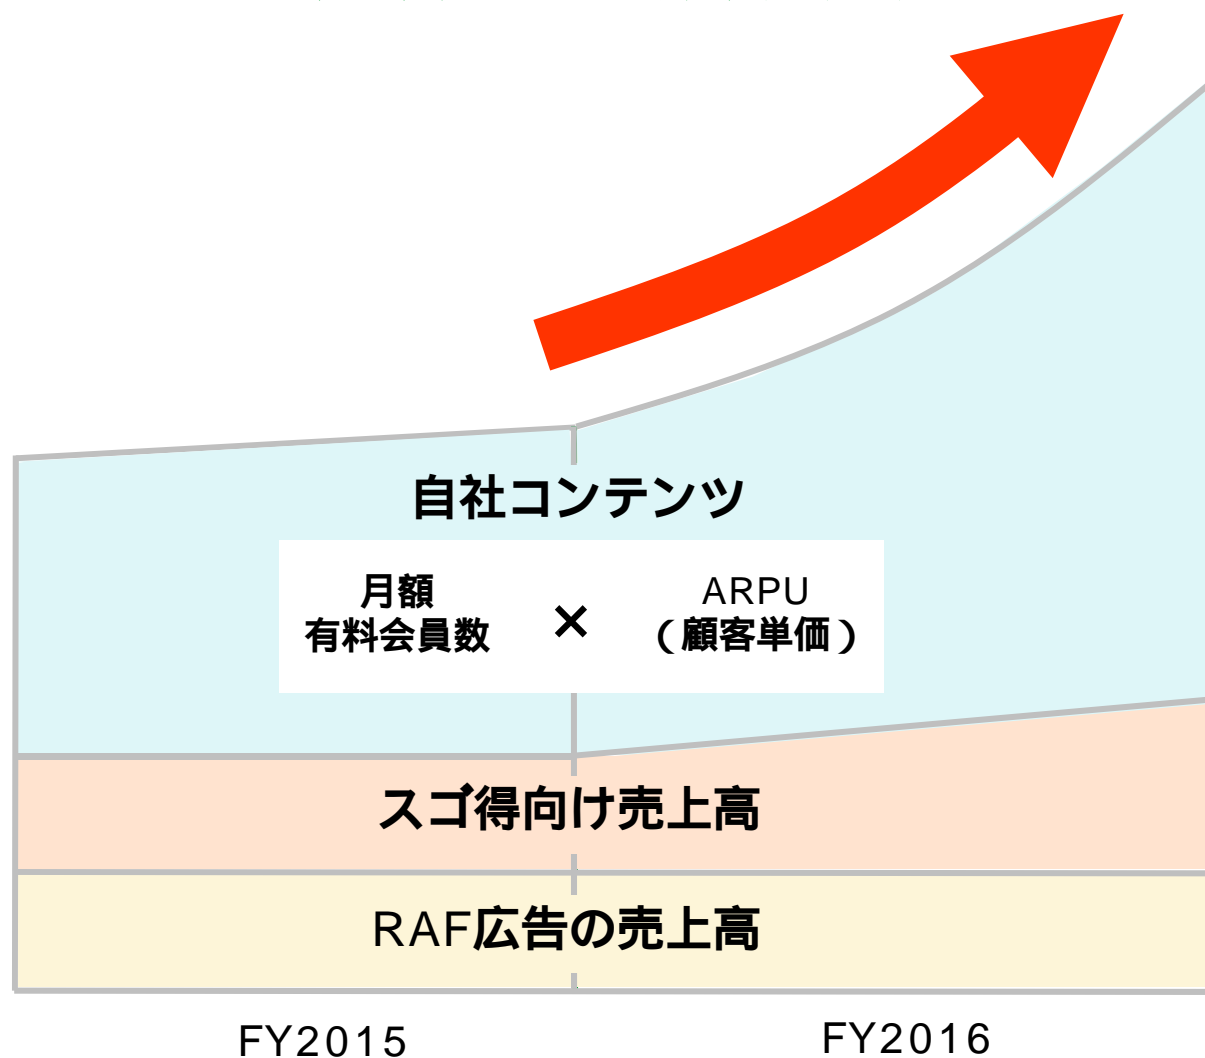 自社コンテンツ
月額
有料会員数
×
ARPU
（顧客単価）
スゴ得向け売上高
RAF広告の売上高
FY2015
FY2016